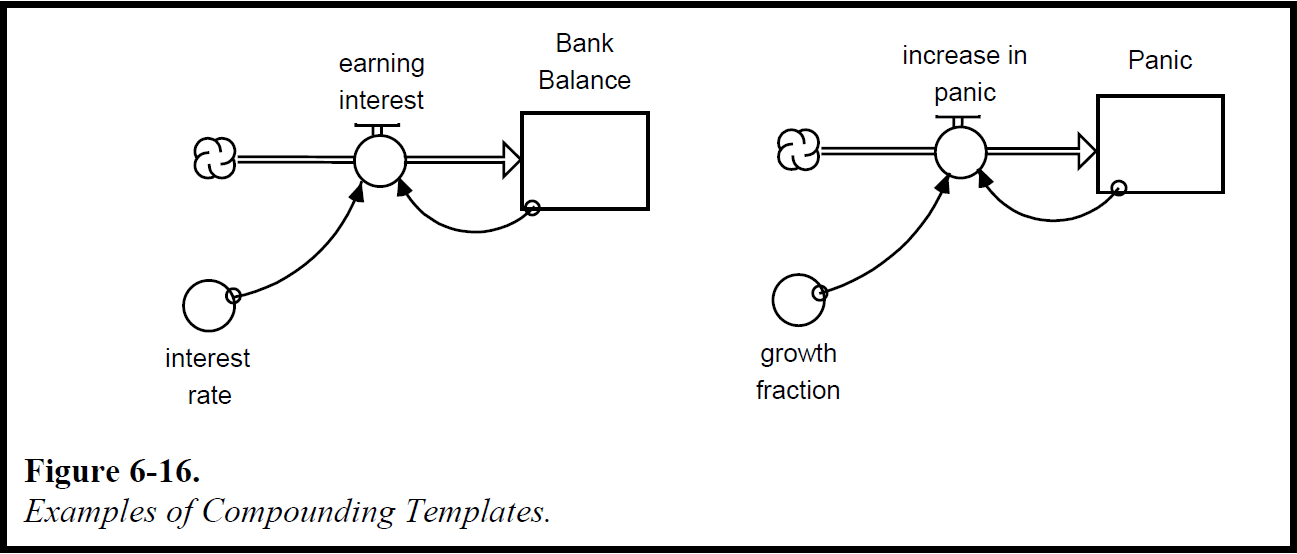 earning
interest
Bank
Balance
interest
rate
increase in
panic
Panic
growth
fraction
Figure 6-16.
Examples of Compounding Templates.